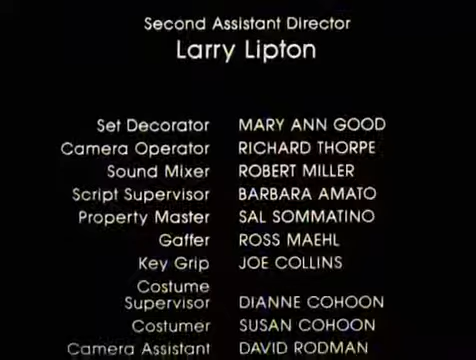 Second Assistant Director
Larry Lipton
Set Decorator MARY ANN GOOD
Camera Operator RICHARD THORPE
Sound Mixer ROBERT MILLER
Script Supervisor BARBARA AMATO
Property Master SAL SOMMATINO
Gaffer ROSS MAEHL
Key Grip JOE COLLINS
Costume
Supervisor DIANNE COHOON
Costumer SUSAN COHOON
Camera Assistant DAVID RODMAN